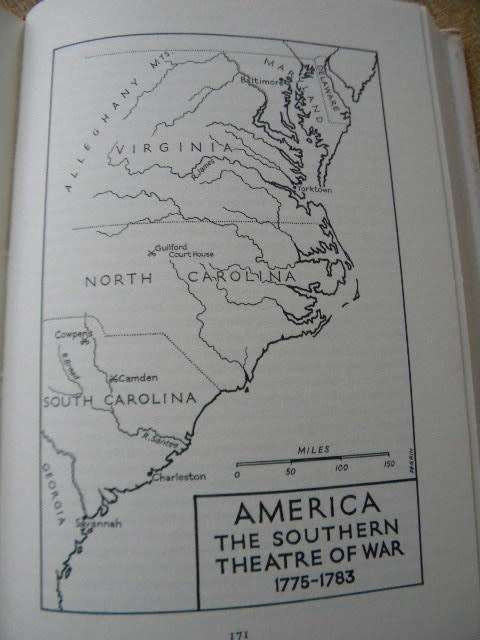 ALLEGHANY MTS
MARYLAND
Baltimore
DELAWARE
VIRGINIA
R. James
Yorktown
Guilford
Court House
NORTH CAROLINA
Cowpens
Camden
SOUTH CAROLINA
R. Santee
Charleston
GEORGIA
Savannah
MILES
0 50 100 150
AMERICA
THE SOUTHERN
THEATRE OF WAR
1775-1783
171